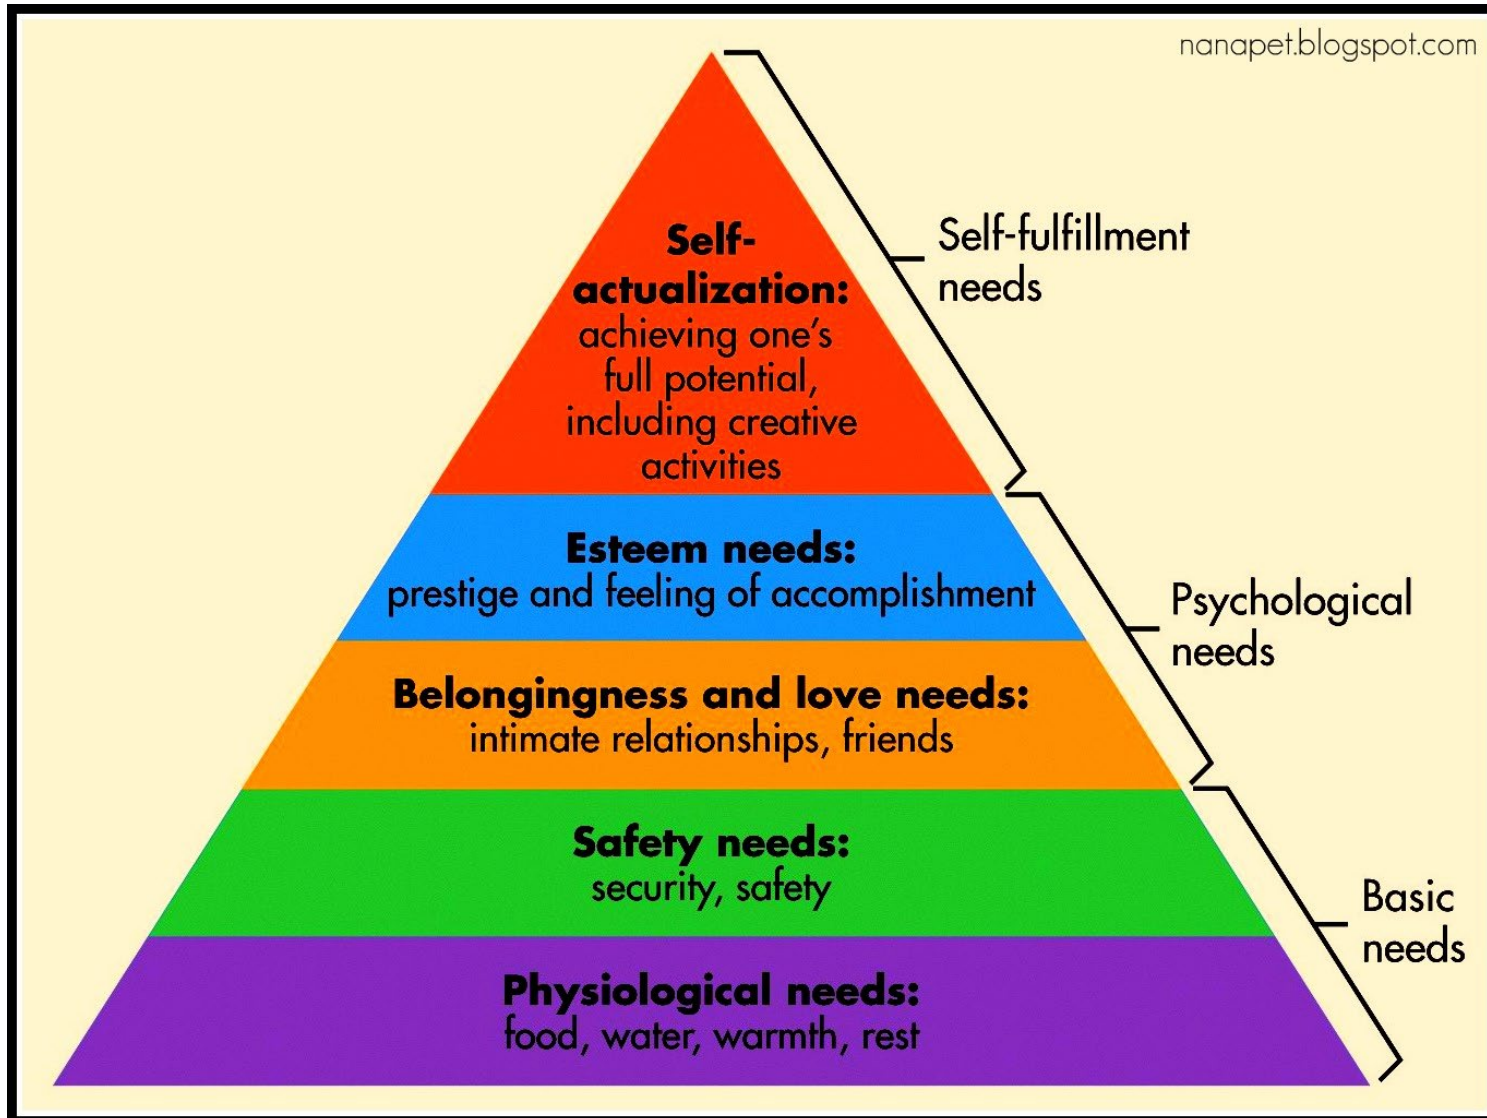 nanapet.blogspot.com
Self-
actualization:
achieving one's
full potential,
including creative
activities
Self-fulfillment
needs
Esteem needs:
prestige and feeling of accomplishment
Belongingness and love needs:
intimate relationships, friends
Psychological
needs
Safety needs:
security, safety
Physiological needs:
food, water, warmth, rest
Basic
needs